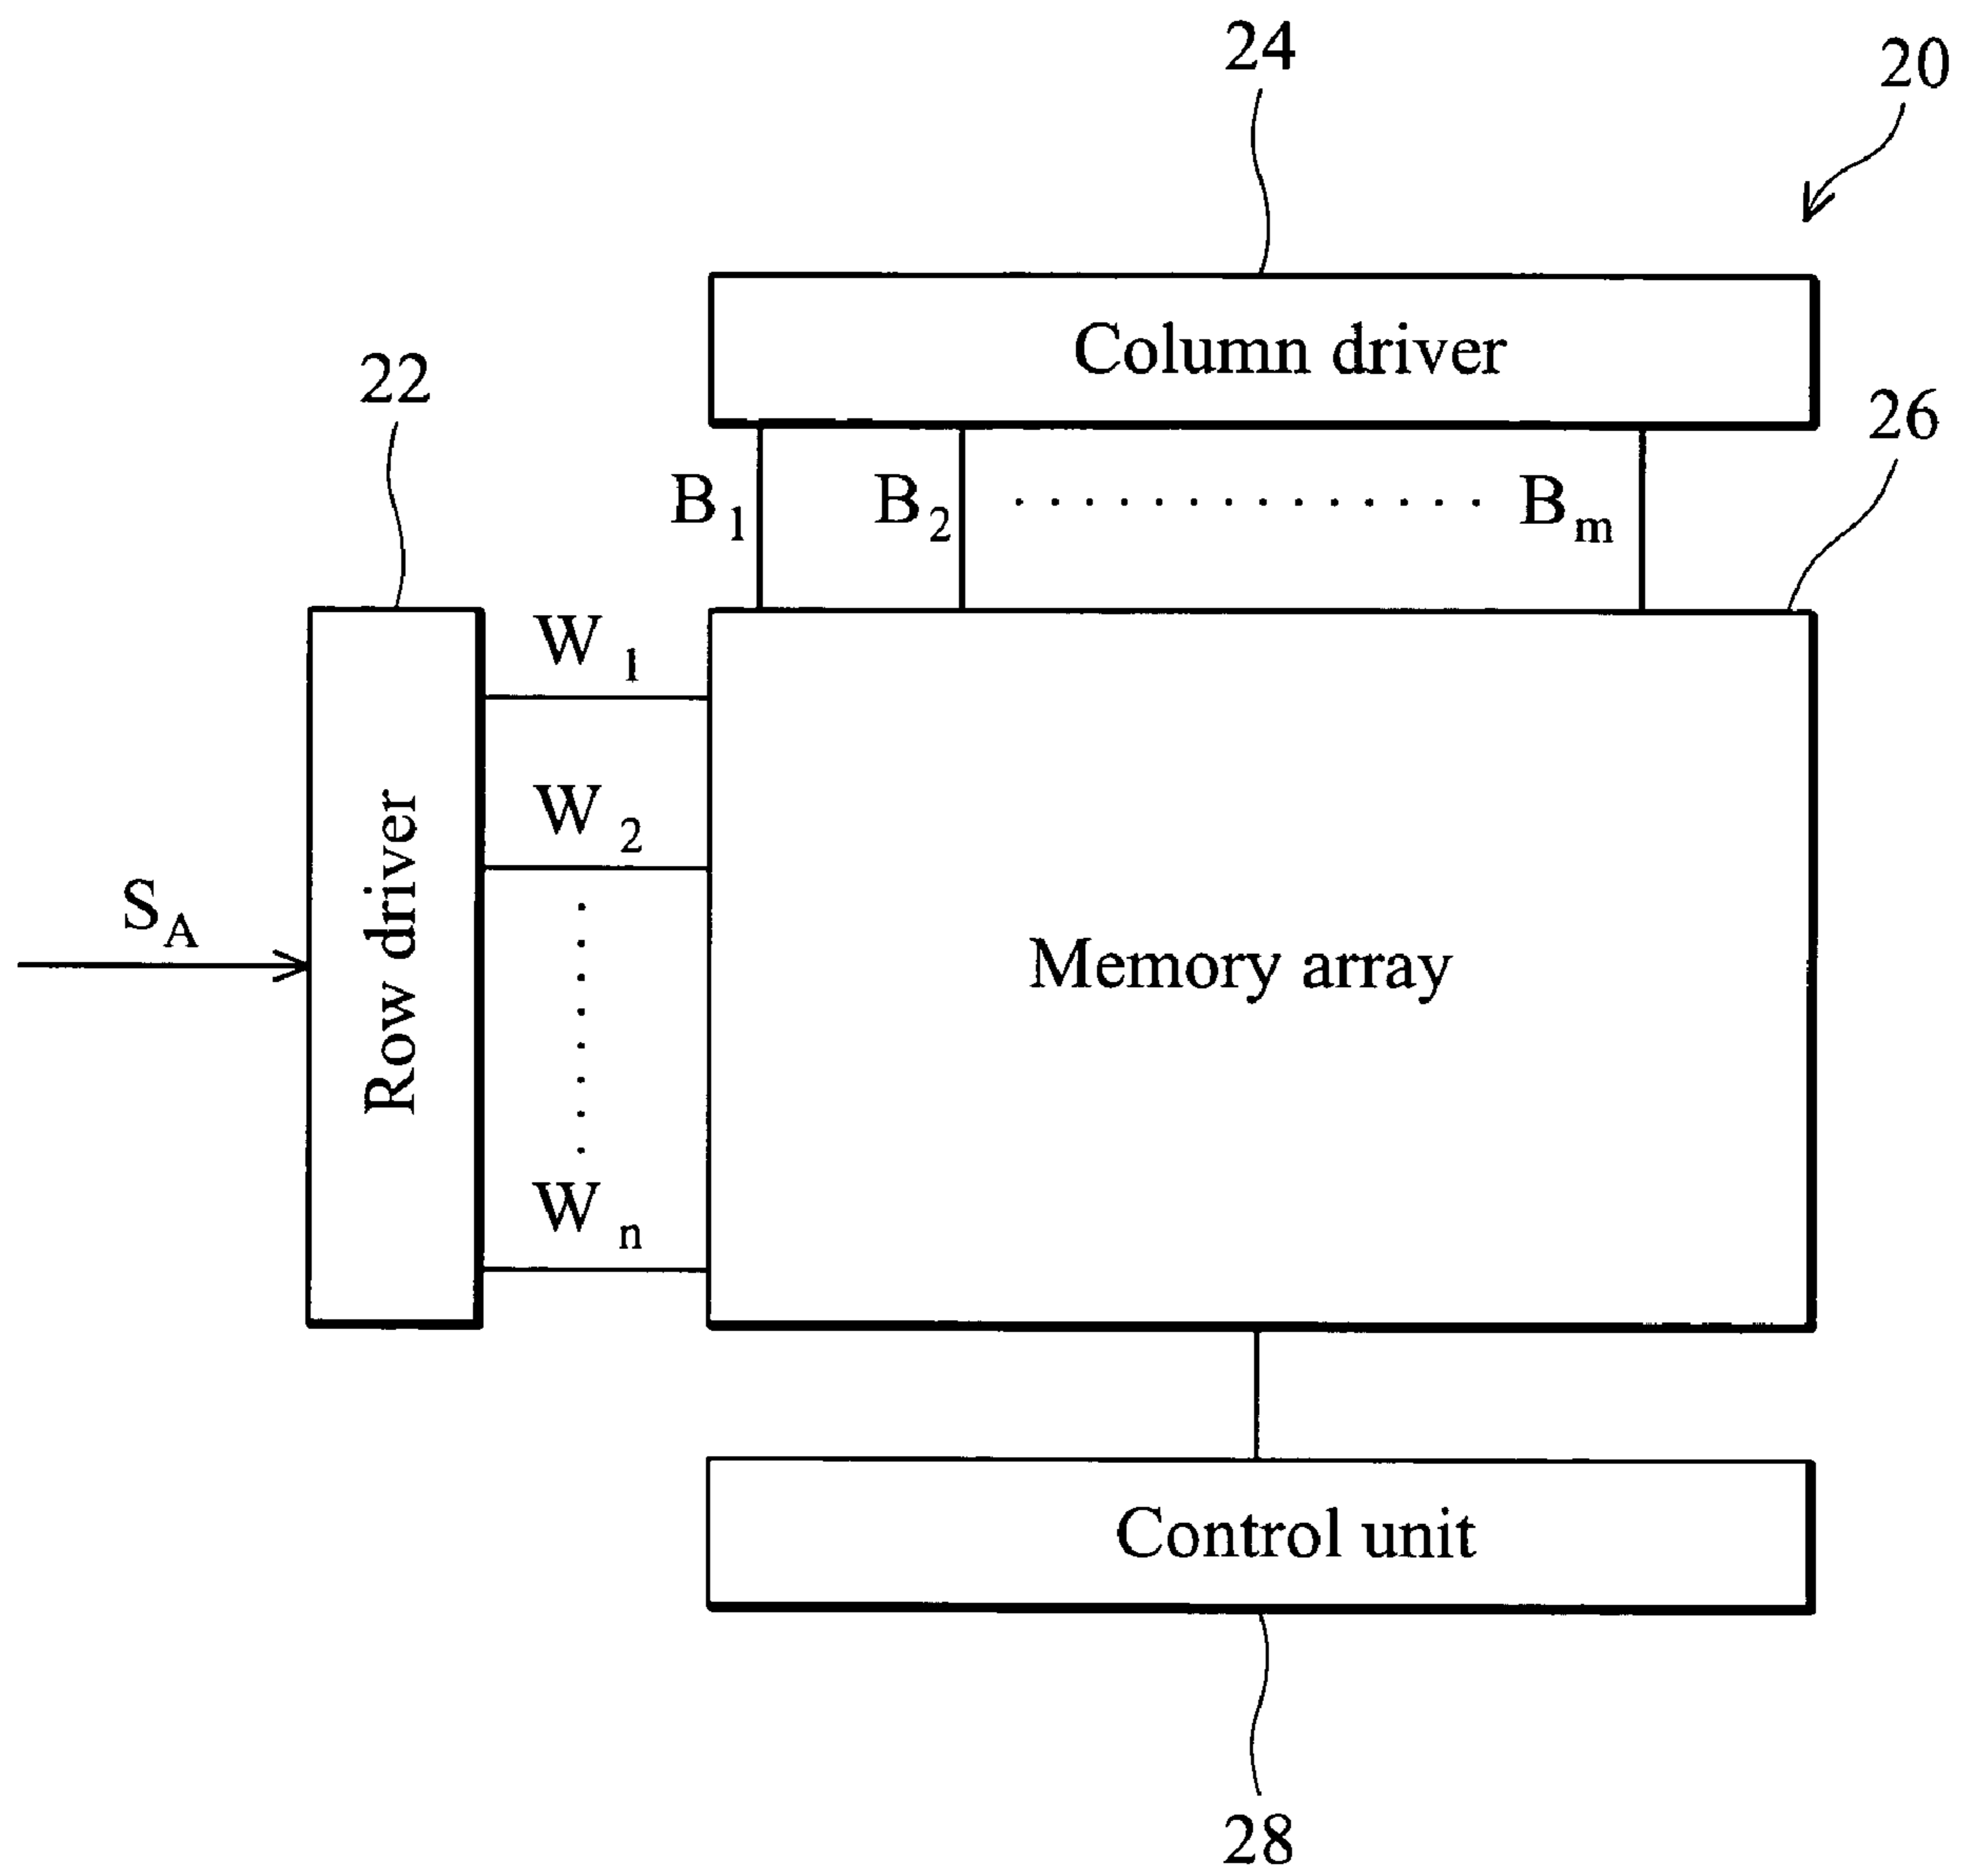 24
20
Column driver
22
26
B1 B2 ............... Bm
W1
W2
SA
Row driver
Memory array
Wn
Control unit
28